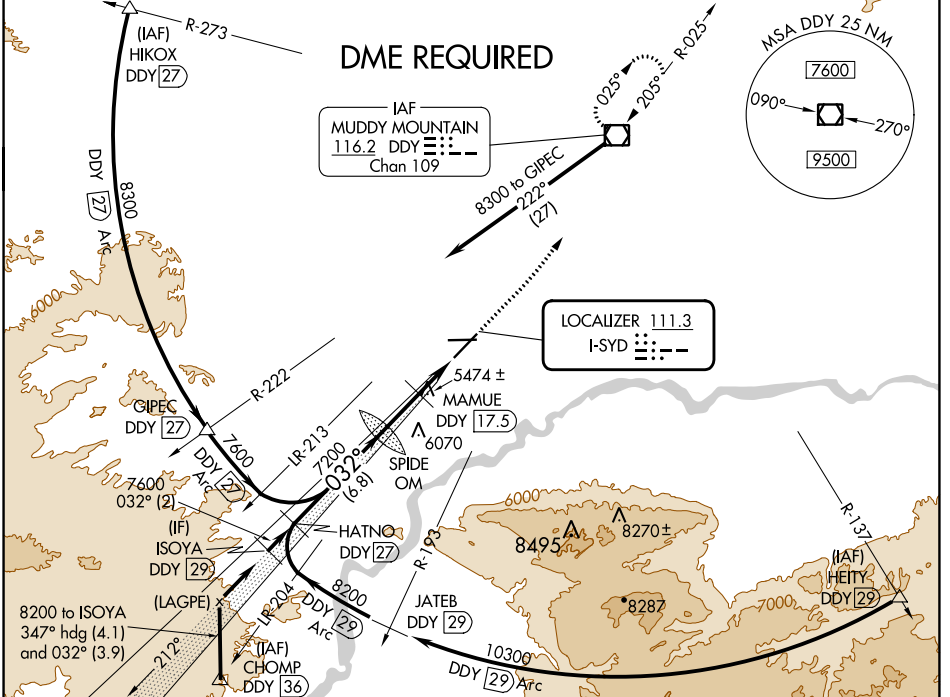 (IAF)
HIKOX
DDY 27
R-273
DME REQUIRED
R-025
025°
205°
MSA DDY 25 NM
7600
090°
270°
9500
IAF
MUDDY MOUNTAIN
116.2 DDY
Chan 109
8300 to GIPEC
222°
(27)
8300
DDY 27 Arc
6000
LOCALIZER 111.3
I-SYD
R-222
GIPEC
DDY 27
5474 ±
MAMUE
DDY 17.5
6070
LR-213
7200
032°
(6.8)
SPIDE
OM
7600
DDY 27
Arc
7600
032° (2)
(IF)
ISOYA
DDY 29
HATNO
DDY 27
R-193
6000
8495
8270±
R-137
(IAF)
HEITY
DDY 29
(LAGPE)
LR-204
8200
DDY 29
Arc
JATEB
DDY 29
8287
7000
8200 to ISOYA
347° hdg (4.1)
and 032° (3.9)
212°
(IAF)
CHOMP
DDY 36
10300
DDY 29 Arc